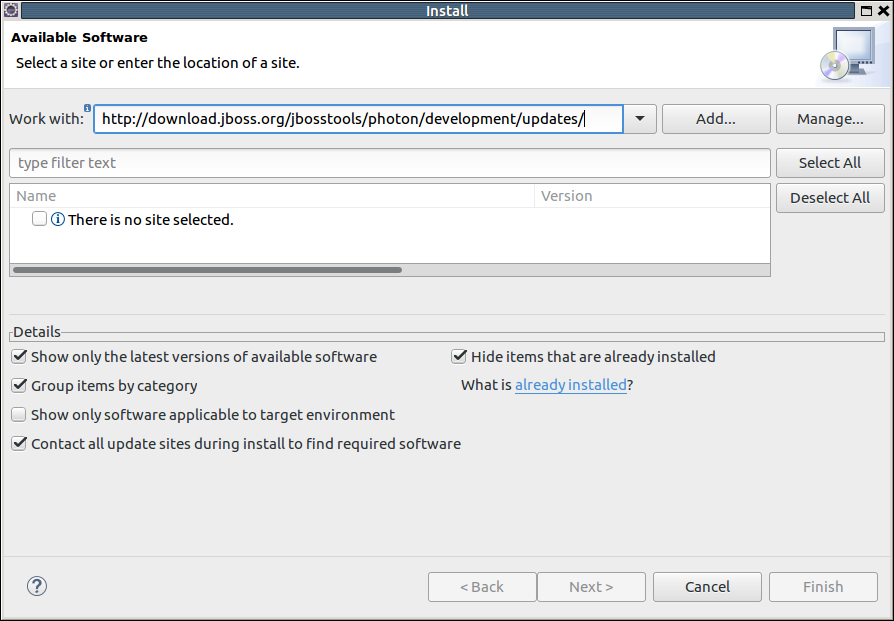 Install
Available Software
Select a site or enter the location of a site.
Work with: http://download.jboss.org/jbosstools/photon/development/updates/ Add... Manage...
type filter text Select All
Name Version Deselect All
There is no site selected.
Details
Show only the latest versions of available software Hide items that are already installed
Group items by category What is already installed?
Show only software applicable to target environment
Contact all update sites during install to find required software
? < Back Next > Cancel Finish